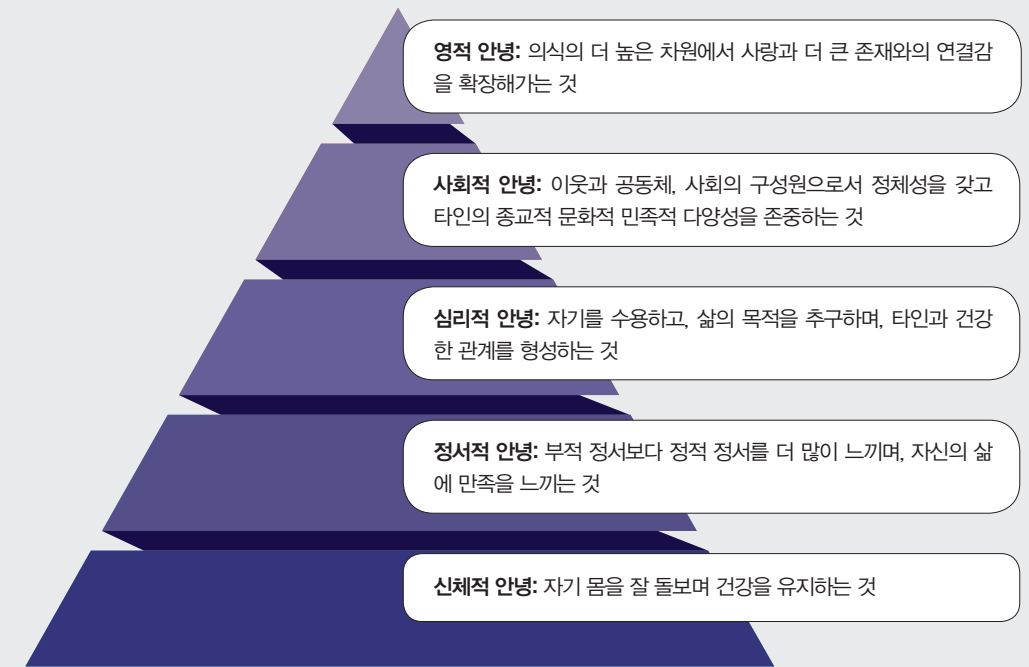 영적 안녕: 의식의 더 높은 차원에서 사랑과 더 큰 존재와의 연결감
을 확장해가는 것
사회적 안녕: 이웃과 공동체, 사회의 구성원으로서 정체성을 갖고
타인의 종교적 문화적 민족적 다양성을 존중하는 것
심리적 안녕: 자기를 수용하고, 삶의 목적을 추구하며, 타인과 건강
한 관계를 형성하는 것
정서적 안녕: 부적 정서보다 정적 정서를 더 많이 느끼며, 자신의 삶
에 만족을 느끼는 것
신체적 안녕: 자기 몸을 잘 돌보며 건강을 유지하는 것